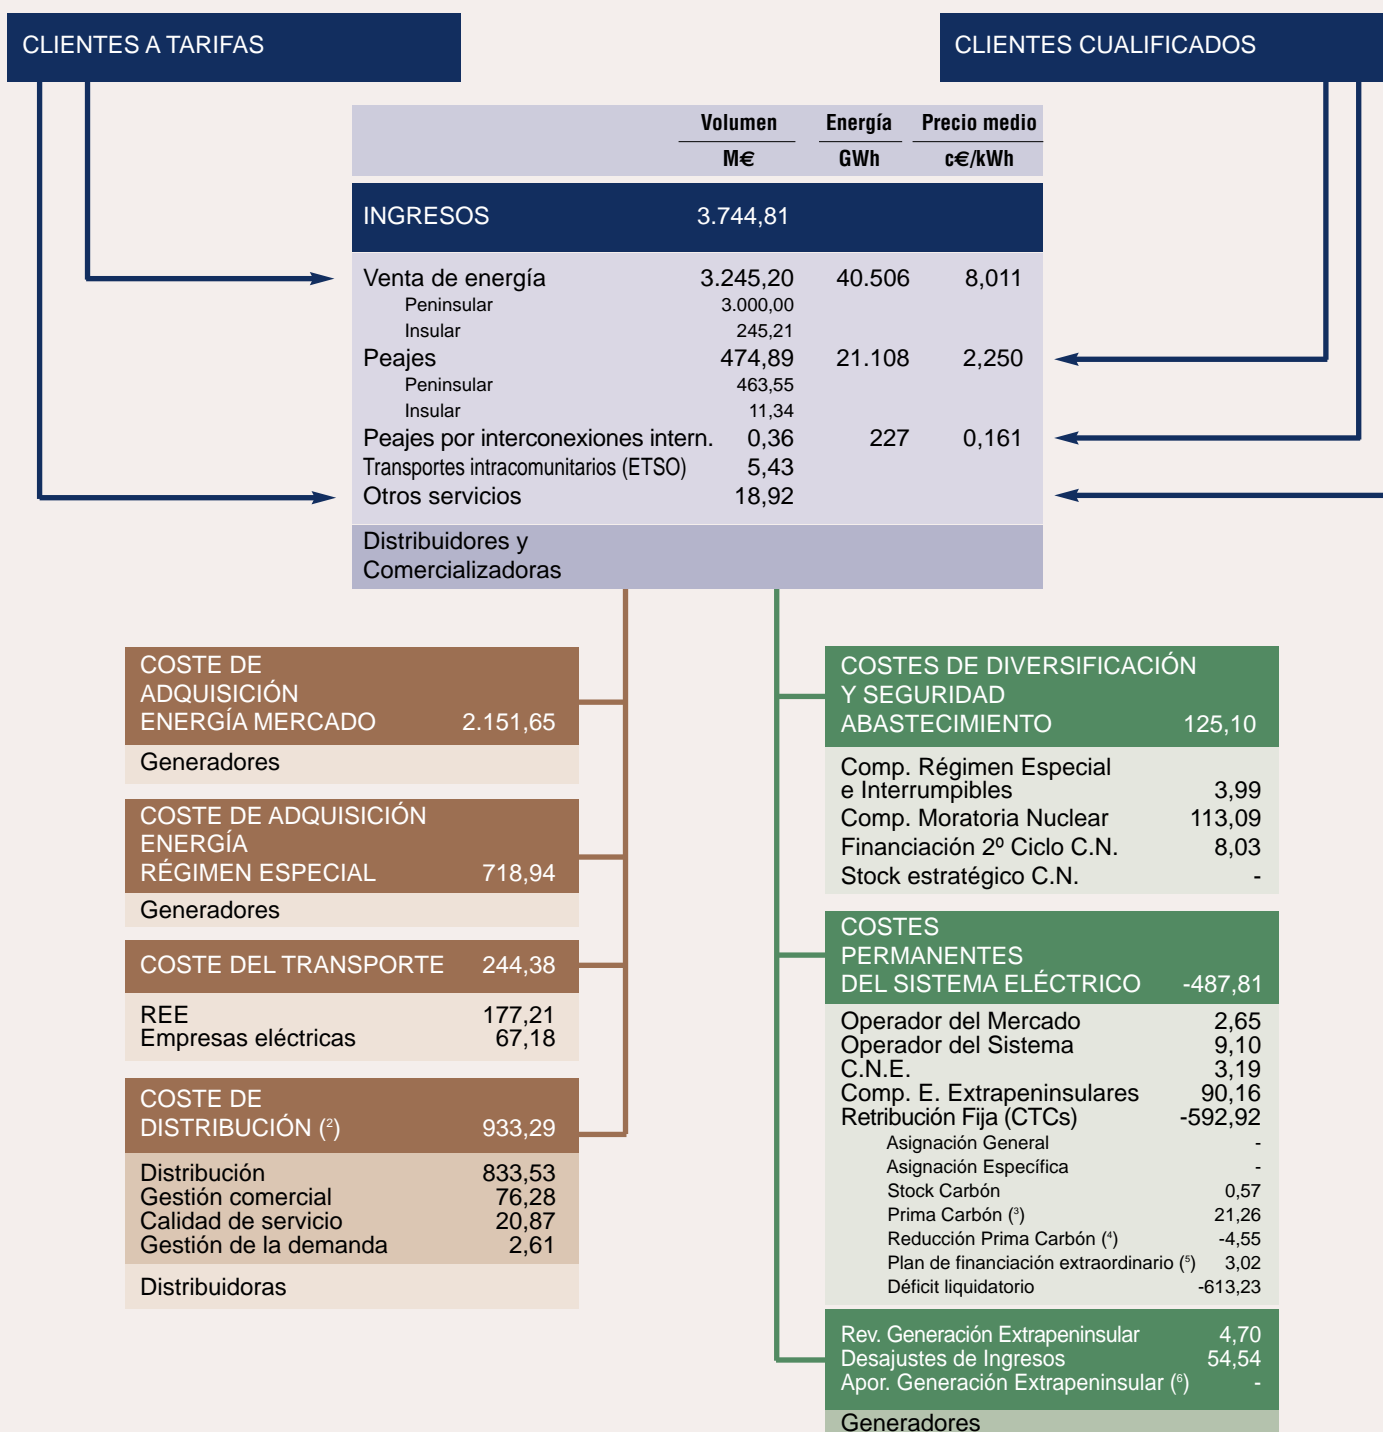 CLIENTES A TARIFAS
CLIENTES CUALIFICADOS
Volumen Energía Precio medio
M€ GWh c€/kWh
INGRESOS 3.744,81
Venta de energía 3.245,20 40.506 8,011
Peninsular 3.000,00
Insular 245,21
Peajes 474,89 21.108 2,250
Peninsular 463,55
Insular 11,34
Peajes por interconexiones intern. 0,36 227 0,161
Transportes intracomunitarios (ETSO) 5,43
Otros servicios 18,92
Distribuidores y
Comercializadoras
COSTE DE
ADQUISICIÓN
ENERGÍA MERCADO 2.151,65
Generadores
COSTE DE ADQUISICIÓN
ENERGÍA
RÉGIMEN ESPECIAL 718,94
Generadores
COSTE DEL TRANSPORTE 244,38
REE 177,21
Empresas eléctricas 67,18
COSTE DE
DISTRIBUCIÓN (²) 933,29
Distribución 833,53
Gestión comercial 76,28
Calidad de servicio 20,87
Gestión de la demanda 2,61
Distribuidoras
COSTES DE DIVERSIFICACIÓN
Y SEGURIDAD
ABASTECIMIENTO 125,10
Comp. Régimen Especial
e Interrumpibles 3,99
Comp. Moratoria Nuclear 113,09
Financiación 2º Ciclo C.N. 8,03
Stock estratégico C.N. -
COSTES
PERMANENTES
DEL SISTEMA ELÉCTRICO -487,81
Operador del Mercado 2,65
Operador del Sistema 9,10
C.N.E. 3,19
Comp. E. Extrapeninsulares 90,16
Retribución Fija (CTCs) -592,92
Asignación General -
Asignación Específica -
Stock Carbón 0,57
Prima Carbón (³) 21,26
Reducción Prima Carbón (⁴) -4,55
Plan de financiación extraordinario (⁵) 3,02
Déficit liquidatorio -613,23
Rev. Generación Extrapeninsular 4,70
Desajustes de Ingresos 54,54
Apor. Generación Extrapeninsular (⁶) -
Generadores